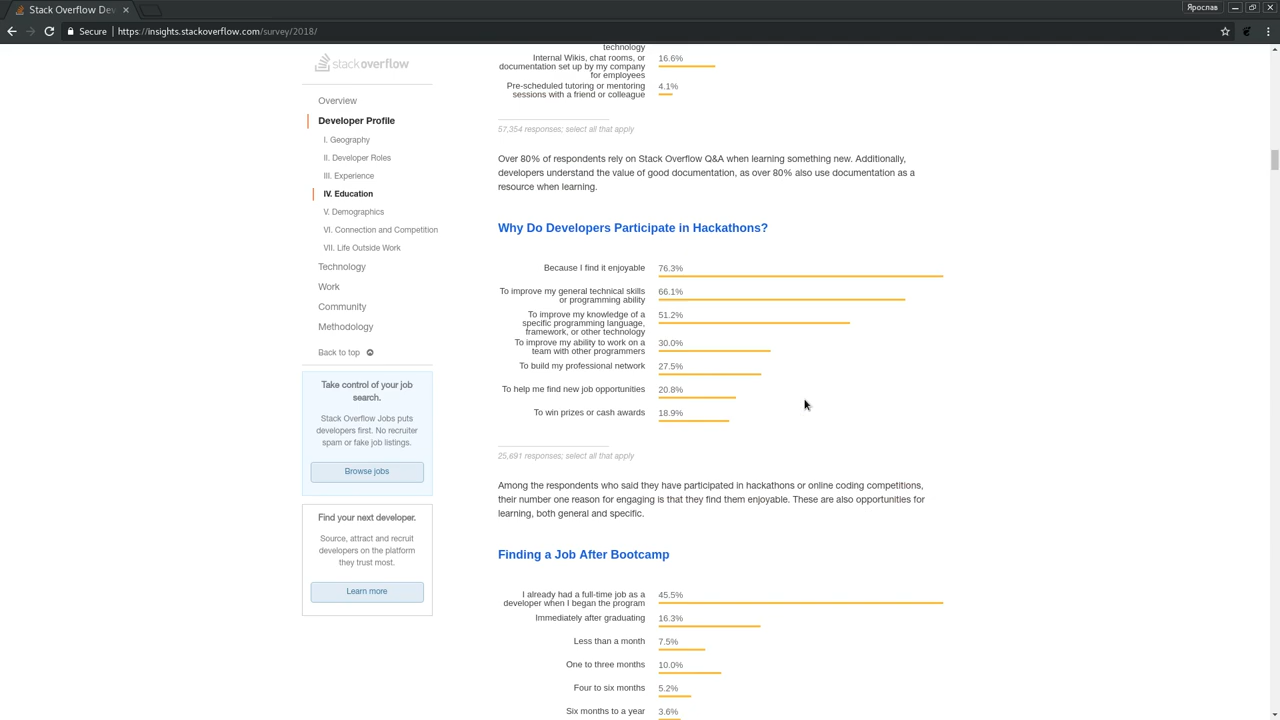 Stack Overflow Dev
Ярослав
Secure
https://insights.stackoverflow.com/survey/2018/
stackoverflow
Overview
Developer Profile
I. Geography
II. Developer Roles
III. Experience
IV. Education
V. Demographics
VI. Connection and Competition
VII. Life Outside Work
Technology
Work
Community
Methodology
Back to top
Take control of your job
search.
Stack Overflow Jobs puts
developers first. No recruiter
spam or fake job listings.
Browse jobs
Find your next developer.
Source, attract and recruit
developers on the platform
they trust most.
Learn more
technology
Internal Wikis, chat rooms, or
documentation set up by my company
for employees
16.6%
Pre-scheduled tutoring or mentoring
sessions with a friend or colleague
4.1%
57,354 responses; select all that apply
Over 80% of respondents rely on Stack Overflow Q&A when learning something new. Additionally,
developers understand the value of good documentation, as over 80% also use documentation as a
resource when learning.
Why Do Developers Participate in Hackathons?
Because I find it enjoyable
76.3%
To improve my general technical skills
or programming ability
66.1%
To improve my knowledge of a
specific programming language,
framework, or other technology
51.2%
To improve my ability to work on a
team with other programmers
30.0%
To build my professional network
27.5%
To help me find new job opportunities
20.8%
To win prizes or cash awards
18.9%
25,691 responses; select all that apply
Among the respondents who said they have participated in hackathons or online coding competitions,
their number one reason for engaging is that they find them enjoyable. These are also opportunities for
learning, both general and specific.
Finding a Job After Bootcamp
I already had a full-time job as a
developer when I began the program
45.5%
Immediately after graduating
16.3%
Less than a month
7.5%
One to three months
10.0%
Four to six months
5.2%
Six months to a year
3.6%